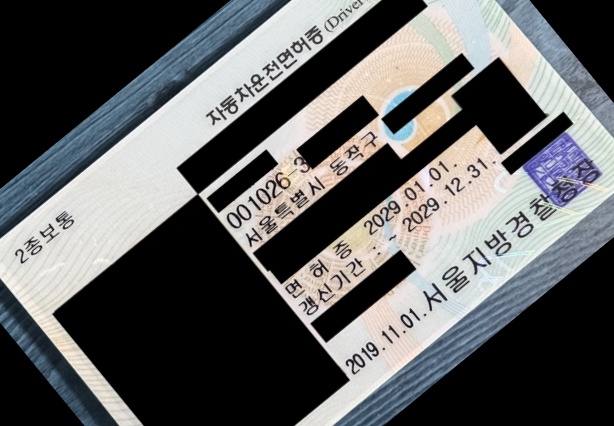 자동차운전면허증 (Driver
2종보통
001026-3
서울특별시 동작구
면 허 증 2029.01.01.
갱신기간 : ~ 2029.12.31.
2019.11.01. 서울지방경찰청장